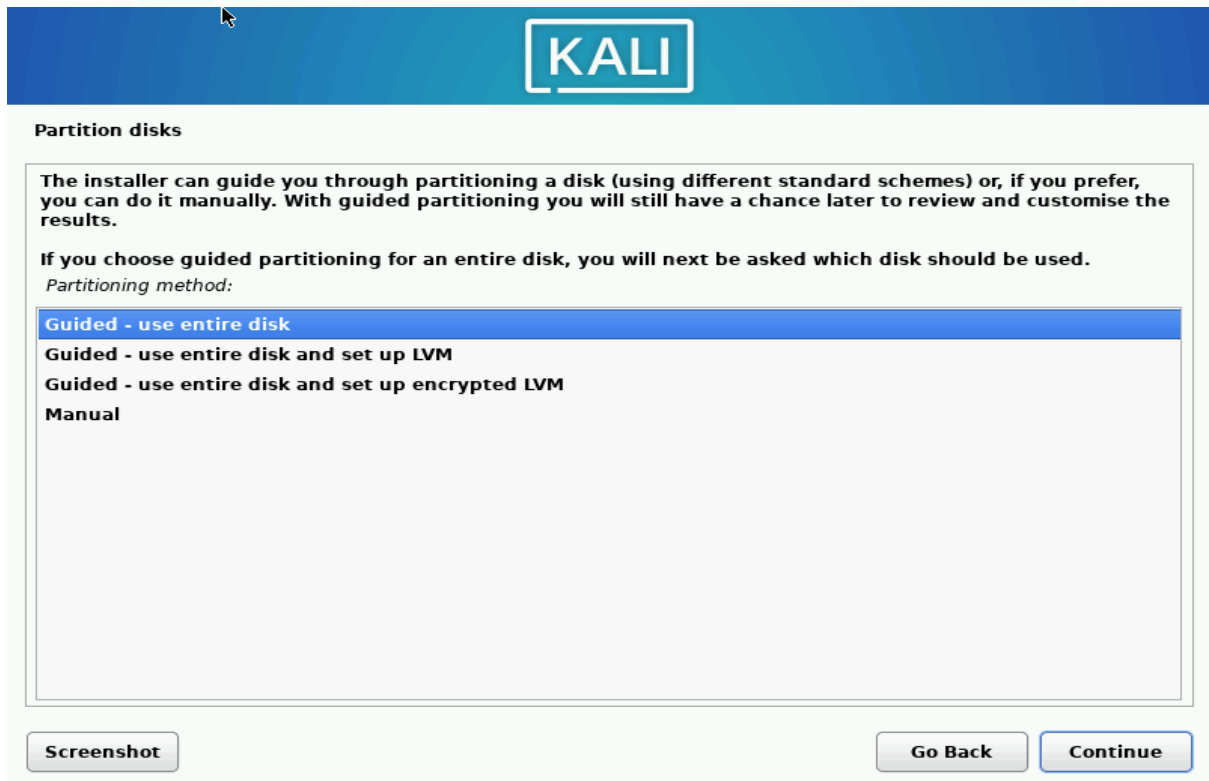 KALI
Partition disks
The installer can guide you through partitioning a disk (using different standard schemes) or, if you prefer,
you can do it manually. With guided partitioning you will still have a chance later to review and customise the
results.
If you choose guided partitioning for an entire disk, you will next be asked which disk should be used.
Partitioning method:
Guided - use entire disk
Guided - use entire disk and set up LVM
Guided - use entire disk and set up encrypted LVM
Manual
Screenshot
Go Back
Continue